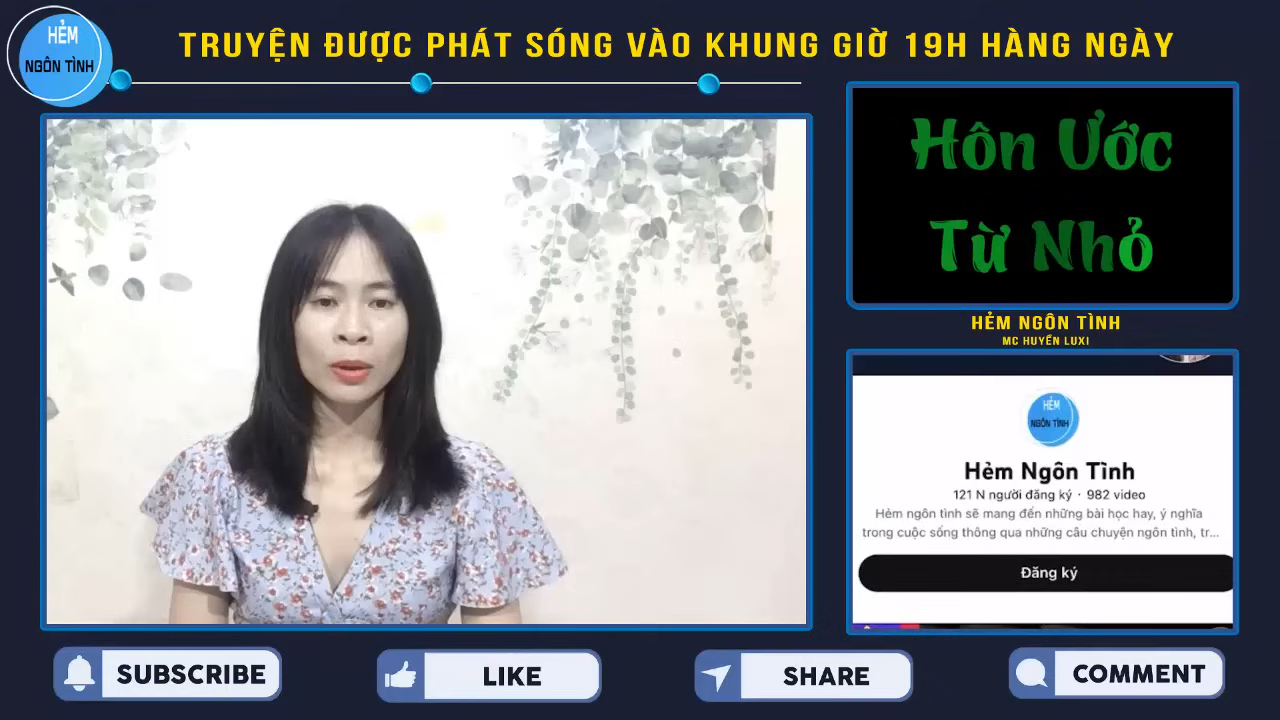 HẺM
NGÔN TÌNH
TRUYỆN ĐƯỢC PHÁT SÓNG VÀO KHUNG GIỜ 19H HÀNG NGÀY
Hôn Ước
Từ Nhỏ
HẺM NGÔN TÌNH
MC HUYỀN LUXI
HẺM
NGÔN TÌNH
Hẻm Ngôn Tình
121 N người đăng ký · 982 video
Hẻm ngôn tình sẽ mang đến những bài học hay, ý nghĩa
trong cuộc sống thông qua những câu chuyện ngôn tình, tr...
Đăng ký
SUBSCRIBE
LIKE
SHARE
COMMENT